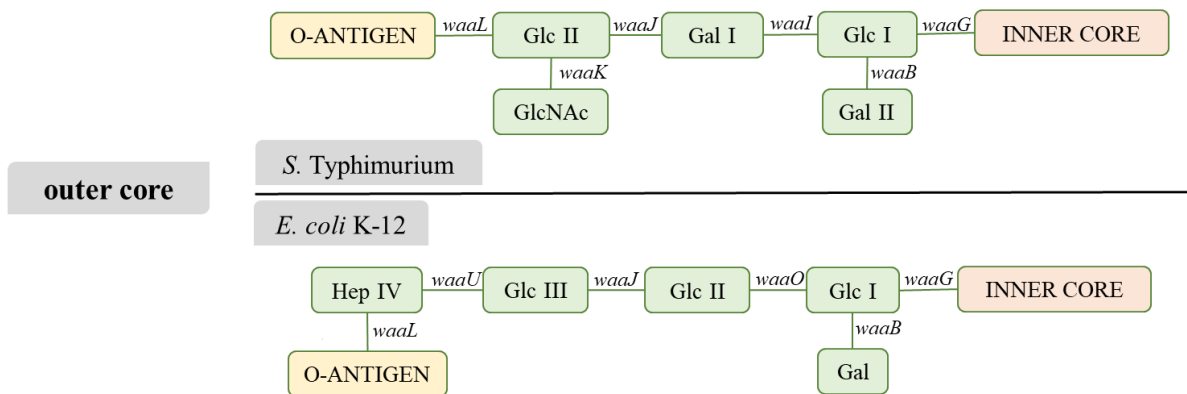 O-ANTIGEN waaL Glc II waaJ Gal I waaI Glc I waaG INNER CORE
waaK waaB
GlcNAc Gal II
S. Typhimurium
outer core
E. coli K-12
Hep IV waaU Glc III waaJ Glc II waaO Glc I waaG INNER CORE
waaL waaB
O-ANTIGEN Gal